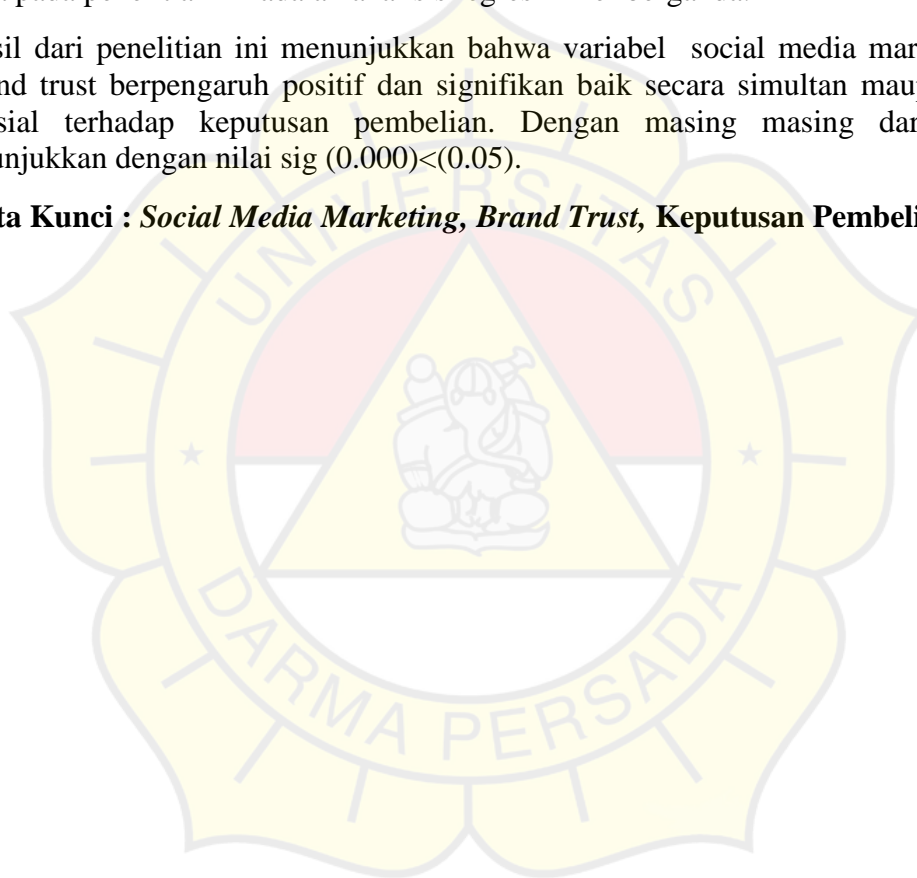 sil dari penelitian ini menunjukkan bahwa variabel social media mar
nd trust berpengaruh positif dan signifikan baik secara simultan mau
sial terhadap keputusan pembelian. Dengan masing masing dar
unjukkan dengan nilai sig (0.000)<(0.05).
ta Kunci : Social Media Marketing, Brand Trust, Keputusan Pembeli
UNIVERSITAS
DARMA PERSADA